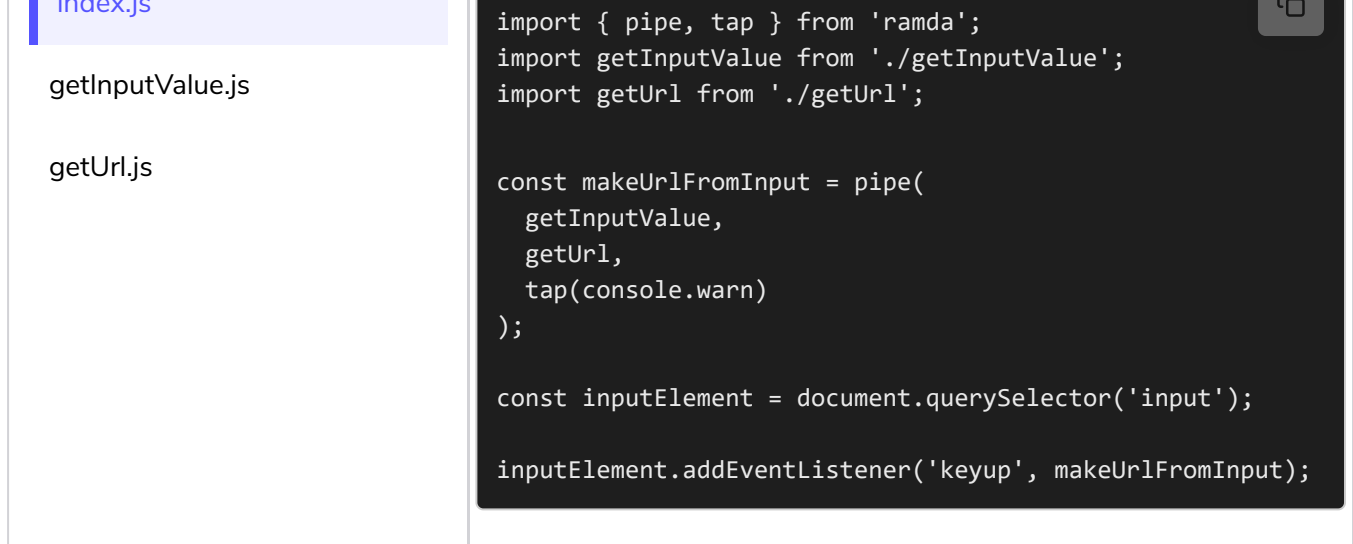 index.js
getInputValue.js
getUrl.js
import { pipe, tap } from 'ramda';
import getInputValue from './getInputValue';
import getUrl from './getUrl';
const makeUrlFromInput = pipe(
  getInputValue,
  getUrl,
  tap(console.warn)
);
const inputElement = document.querySelector('input');
inputElement.addEventListener('keyup', makeUrlFromInput);